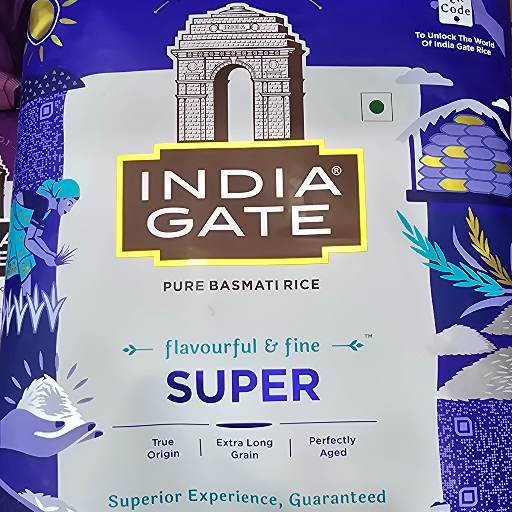 Code
To Unlock The World
Of India Gate Rice
INDIA®
GATE
PURE BASMATI RICE
flavourful & fine™
SUPER
True Origin
Extra Long Grain
Perfectly Aged
Superior Experience, Guaranteed